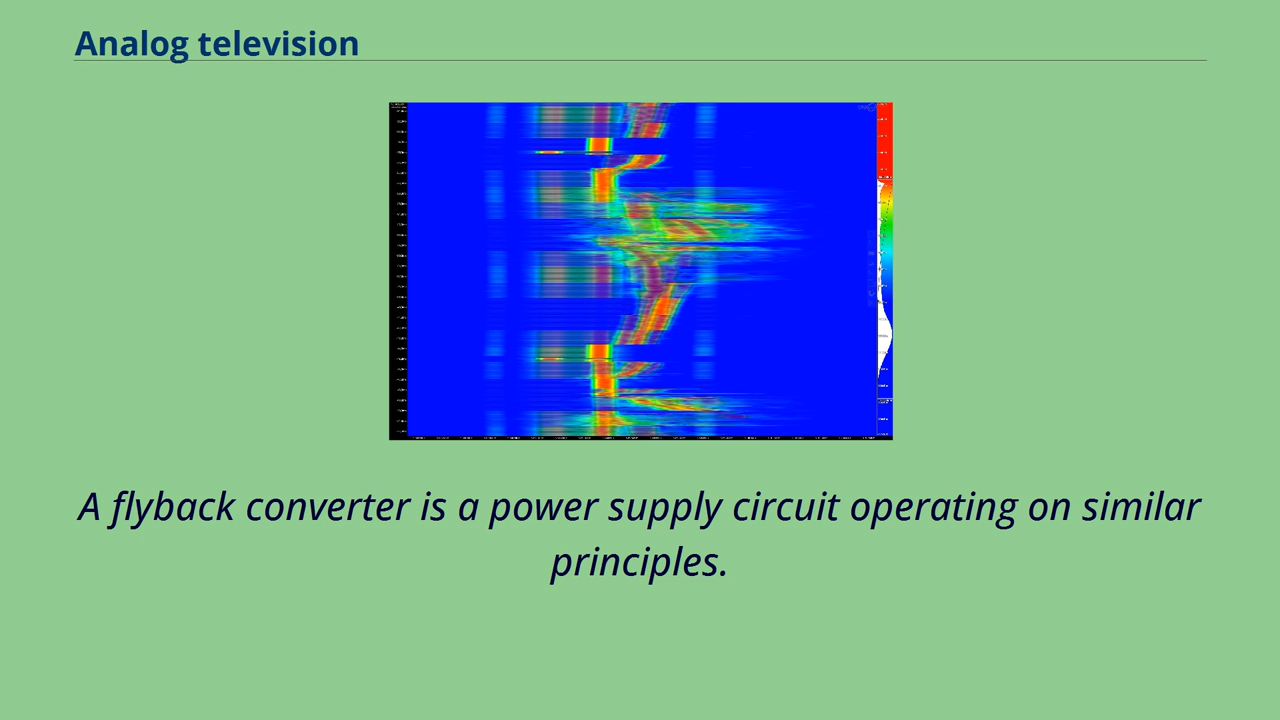 Analog television
A flyback converter is a power supply circuit operating on similar
principles.